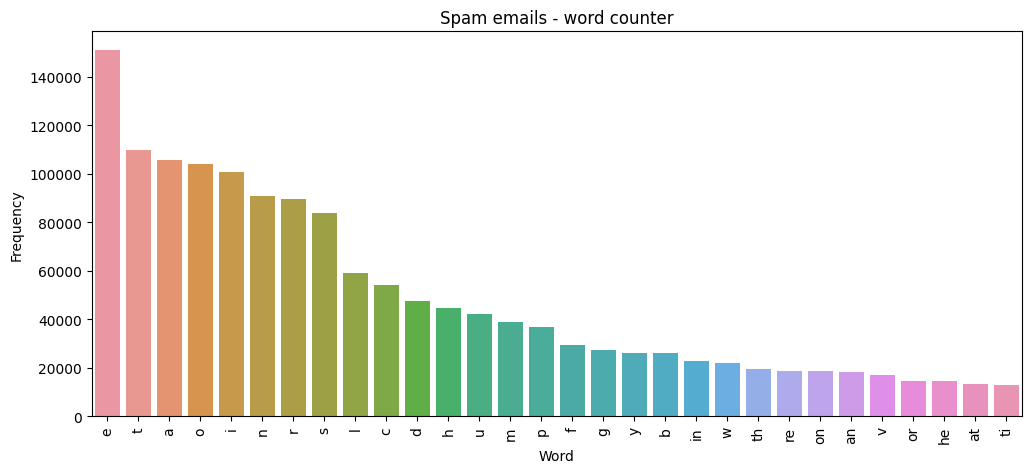 Spam emails - word counter
Frequency
140000
120000
100000
80000
60000
40000
20000
0
e t a o i n r s l c d h u m p f g y b in w th re on an v or he at ti
Word